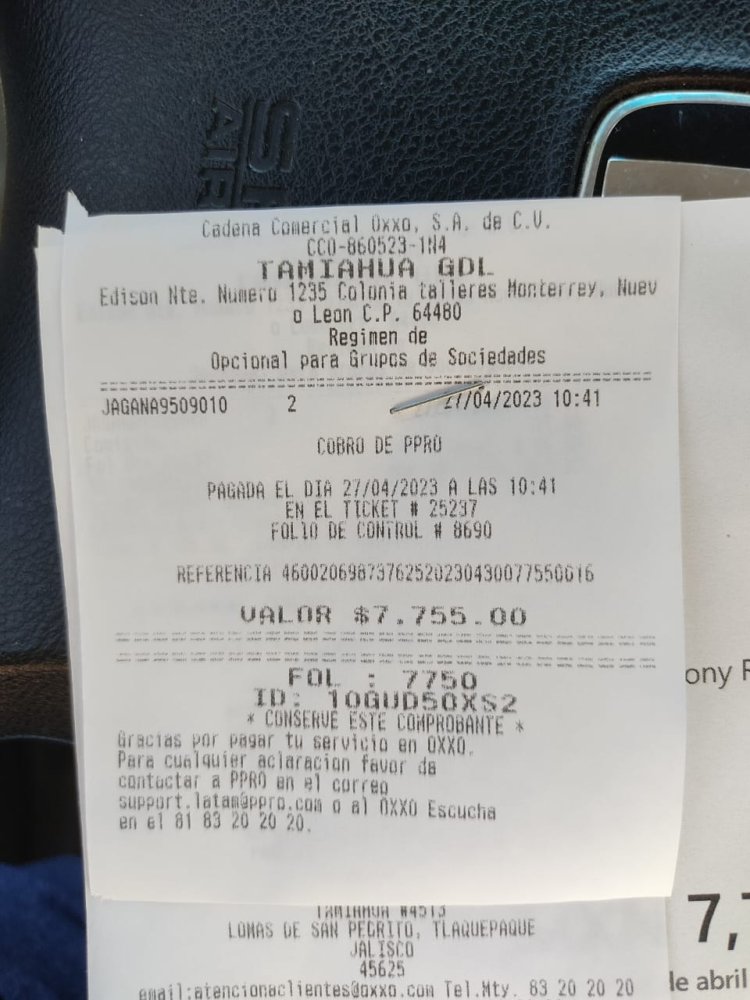 Cadena Comercial Oxxo, S.A. de C.V.
CCO-860523-1N4
TAMIAHUA GDL
Edison Nte. Numero 1235 Colonia talleres Monterrey, Nuev
o Leon C.P. 64480
Regimen de
Opcional para Grupos de Sociedades
JAGANA9509010 2 27/04/2023 10:41
COBRO DE PPRO
PAGADA EL DIA 27/04/2023 A LAS 10:41
EN EL TICKET # 25237
FOLIO DE CONTROL # 8690
REFERENCIA 46002069873762520230430077550016
VALOR $7.755.00
FOL : 7750
ID: 10GUD50XS2
* CONSERVE ESTE COMPROBANTE *
Gracias por pagar tu servicio en OXXO.
Para cualquier aclaracion favor de
contactar a PPRO en el correo
support.latam@ppro.com o al OXXO Escucha
en el 81 83 20 20 20.
TAMIAHUA #4513
LOMAS DE SAN PEDRITO, TLAQUEPAQUE
JALISCO
45625
email:atencionaclientes@oxxo.com Tel.Mty. 83 20 20 20
ony
7,
de abril
AIR